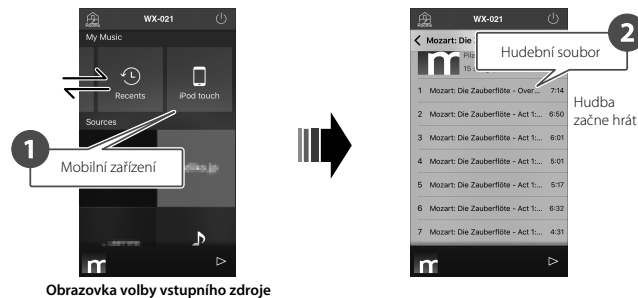 ROOMS
WX-021
My Music
Recents
iPod touch
Sources
1
Mobilní zařízení
Obrazovka volby vstupního zdroje
ROOMS
WX-021
Mozart: Die
2
Hudební soubor
1 Mozart: Die Zauberflöte - Over... 7:14
Hudba
začne hrát
2 Mozart: Die Zauberflöte - Act 1:... 6:50
3 Mozart: Die Zauberflöte - Act 1:... 6:01
4 Mozart: Die Zauberflöte - Act 1:... 5:01
5 Mozart: Die Zauberflöte - Act 1:... 5:17
6 Mozart: Die Zauberflöte - Act 1:... 6:32
7 Mozart: Die Zauberflöte - Act 1:... 4:31